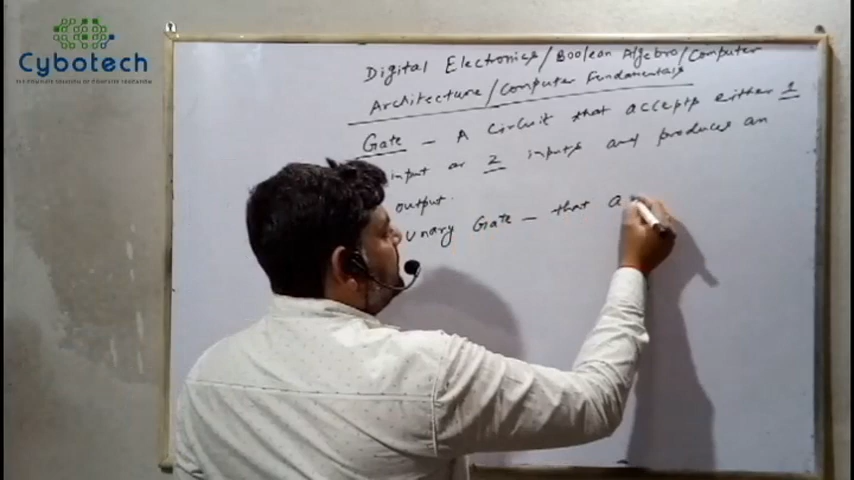 Cybotech
Digital Electronics/Boolean Algebra/Computer
Architecture/Computer Fundamentals
Gate - A Circuit that accepts either 1
input or 2 inputs and produces an
output.
Unary Gate - that a